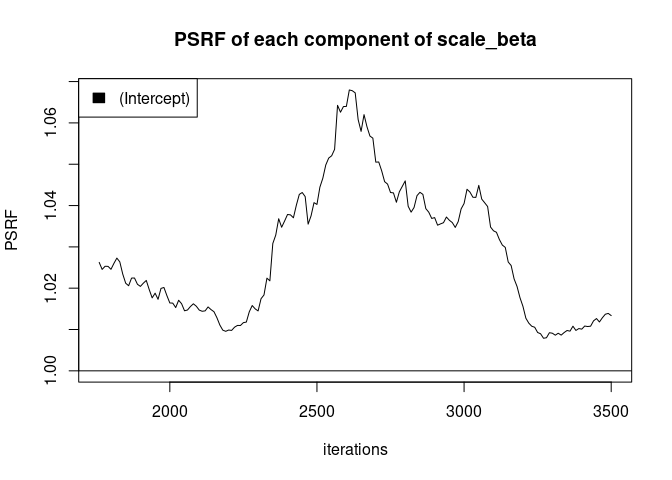 PSRF of each component of scale_beta
(Intercept)
PSRF
1.06
1.04
1.02
1.00
2000 2500 3000 3500
iterations